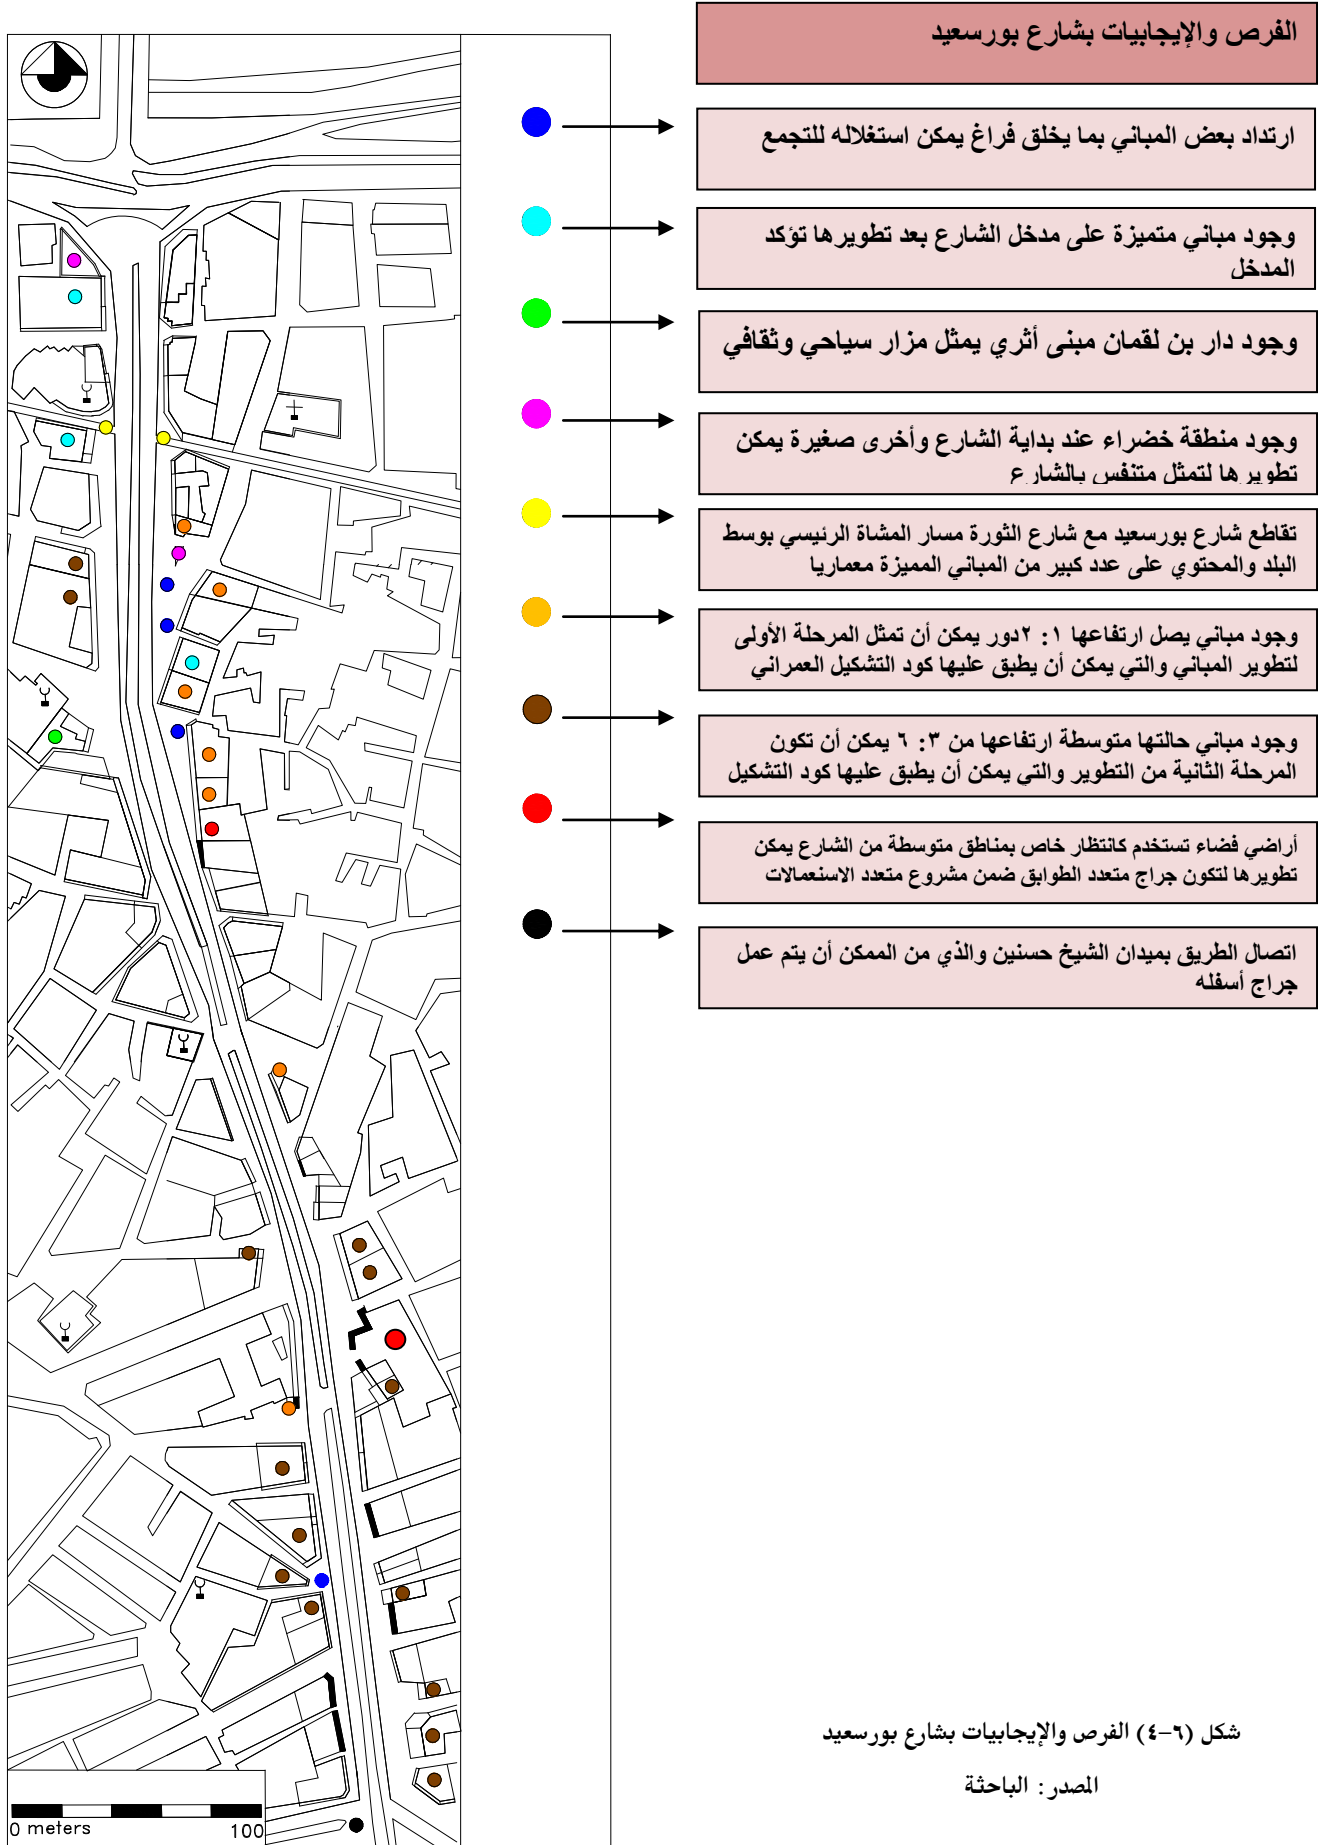 الفرص والإيجابيات بشارع بورسعيد
ارتداد بعض المباني بما يخلق فراغ يمكن استغلاله للتجمع
وجود مباني متميزة على مدخل الشارع بعد تطويرها تؤكد
المدخل
وجود دار بن لقمان مبنى أثري يمثل مزار سياحي وثقافي
وجود منطقة خضراء عند بداية الشارع وأخرى صغيرة يمكن
تطويرها لتمثل متنفس بالشارع
تقاطع شارع بورسعيد مع شارع الثورة مسار المشاة الرئيسي بوسط
البلد والمحتوي على عدد كبير من المباني المميزة معماريا
وجود مباني يصل ارتفاعها ١: ٢دور يمكن أن تمثل المرحلة الأولى
لتطوير المباني والتي يمكن أن يطبق عليها كود التشكيل العمراني
وجود مباني حالتها متوسطة ارتفاعها من ٣: ٦ يمكن أن تكون
المرحلة الثانية من التطوير والتي يمكن أن يطبق عليها كود التشكيل
أراضي فضاء تستخدم كانتظار خاص بمناطق متوسطة من الشارع يمكن
تطويرها لتكون جراج متعدد الطوابق ضمن مشروع متعدد الاستعمالات
اتصال الطريق بميدان الشيخ حسنين والذي من الممكن أن يتم عمل
جراج أسفله
شكل (٦-٤) الفرص والإيجابيات بشارع بورسعيد
المصدر: الباحثة
0 meters 100